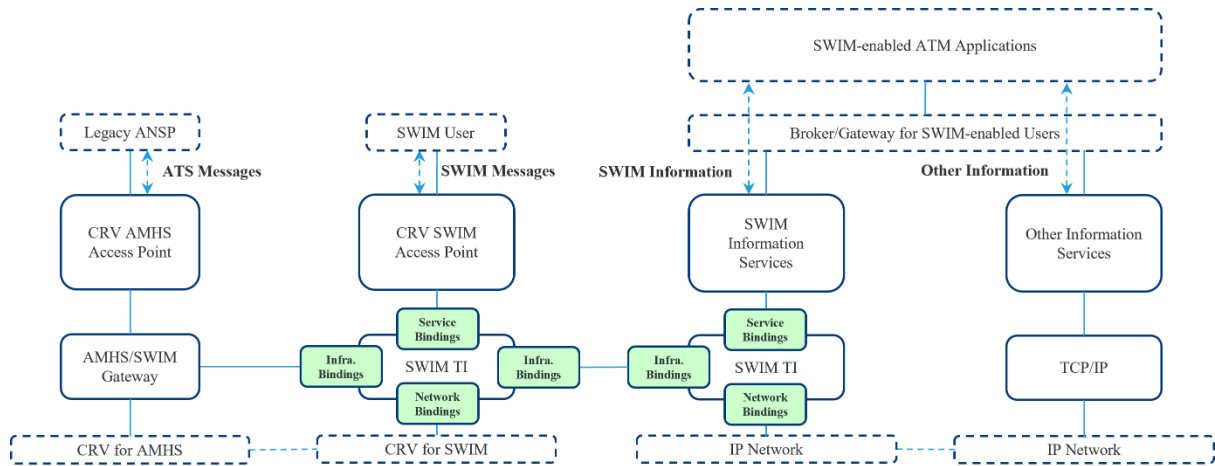 SWIM-enabled ATM Applications
Legacy ANSP
SWIM User
Broker/Gateway for SWIM-enabled Users
ATS Messages
SWIM Messages
SWIM Information
Other Information
CRV AMHS
Access Point
CRV SWIM
Access Point
SWIM
Information
Services
Other Information
Services
AMHS/SWIM
Gateway
Infra.
Bindings
Service
Bindings
SWIM TI
Network
Bindings
Infra.
Bindings
Infra.
Bindings
Service
Bindings
SWIM TI
Network
Bindings
TCP/IP
CRV for AMHS
CRV for SWIM
IP Network
IP Network